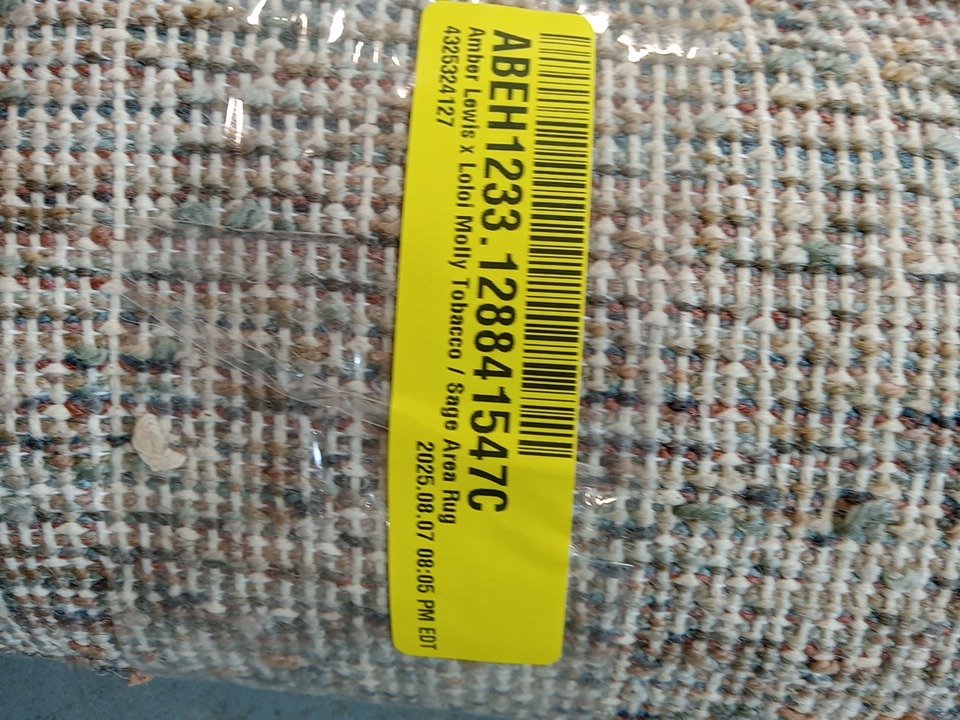 ABEH1233.128841547C
Amber Lewis x Loloi Molly Tobacco / Sage Area Rug
4325324127
2025.08.07 08:05 PM EDT